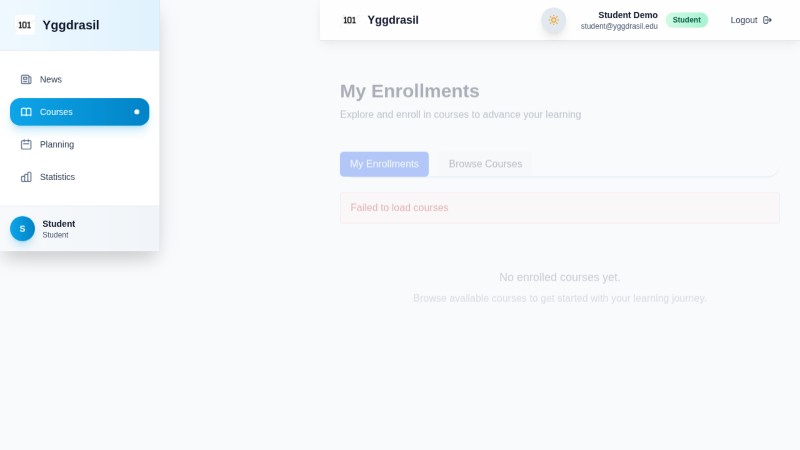 101 Yggdrasil
News
Courses
Planning
Statistics
S
Student
Student
101 Yggdrasil
Student Demo
student@yggdrasil.edu
Student
Logout
My Enrollments
Explore and enroll in courses to advance your learning
My Enrollments
Browse Courses
Failed to load courses
No enrolled courses yet.
Browse available courses to get started with your learning journey.